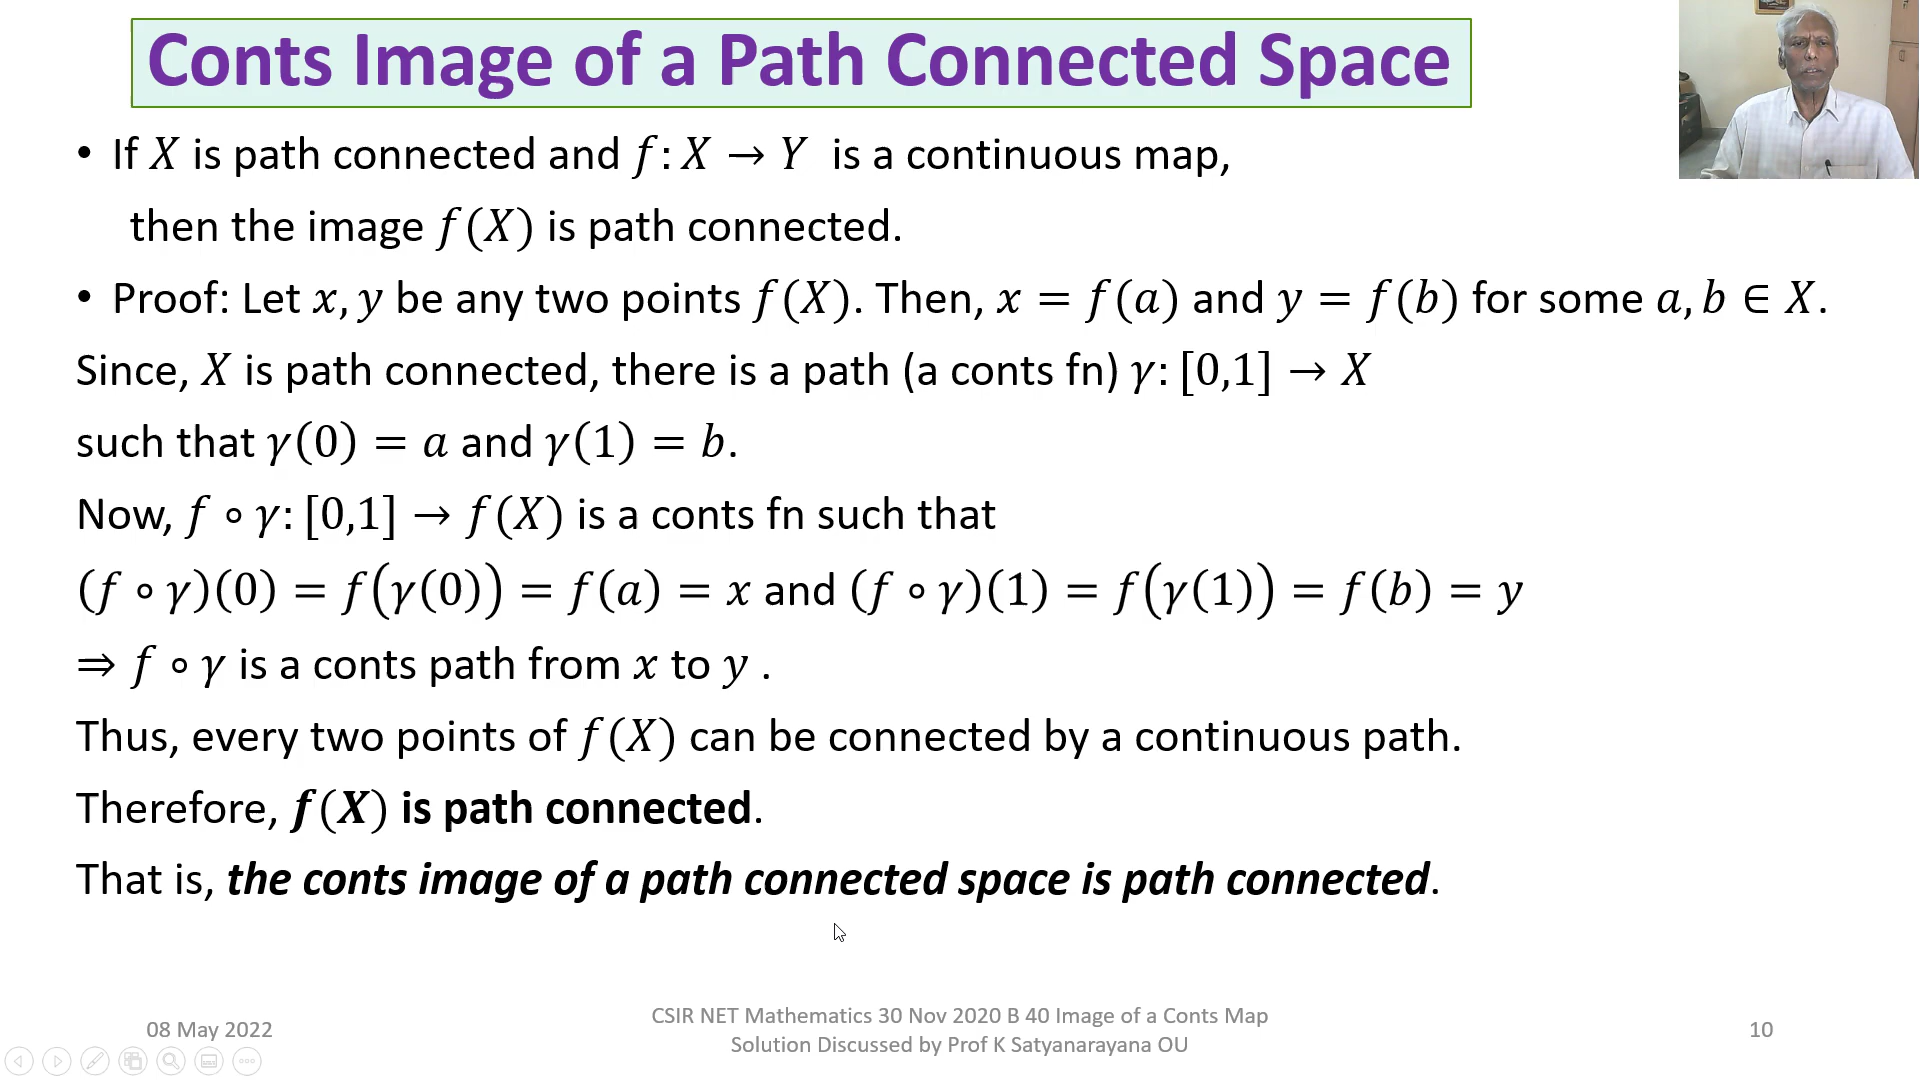 Conts Image of a Path Connected Space
• If 𝑋 is path connected and 𝑓: 𝑋 → 𝑌 is a continuous map,
then the image 𝑓(𝑋) is path connected.
• Proof: Let 𝑥, 𝑦 be any two points 𝑓(𝑋). Then, 𝑥 = 𝑓(𝑎) and 𝑦 = 𝑓(𝑏) for some 𝑎, 𝑏 ∈ 𝑋.
Since, 𝑋 is path connected, there is a path (a conts fn) 𝛾: [0,1] → 𝑋
such that 𝛾(0) = 𝑎 and 𝛾(1) = 𝑏.
Now, 𝑓 ∘ 𝛾: [0,1] → 𝑓(𝑋) is a conts fn such that
(𝑓 ∘ 𝛾)(0) = 𝑓(𝛾(0)) = 𝑓(𝑎) = 𝑥 and (𝑓 ∘ 𝛾)(1) = 𝑓(𝛾(1)) = 𝑓(𝑏) = 𝑦
⇒ 𝑓 ∘ 𝛾 is a conts path from 𝑥 to 𝑦 .
Thus, every two points of 𝑓(𝑋) can be connected by a continuous path.
Therefore, 𝒇(𝑿) is path connected.
That is, the conts image of a path connected space is path connected.
08 May 2022
CSIR NET Mathematics 30 Nov 2020 B 40 Image of a Conts Map
Solution Discussed by Prof K Satyanarayana OU
10